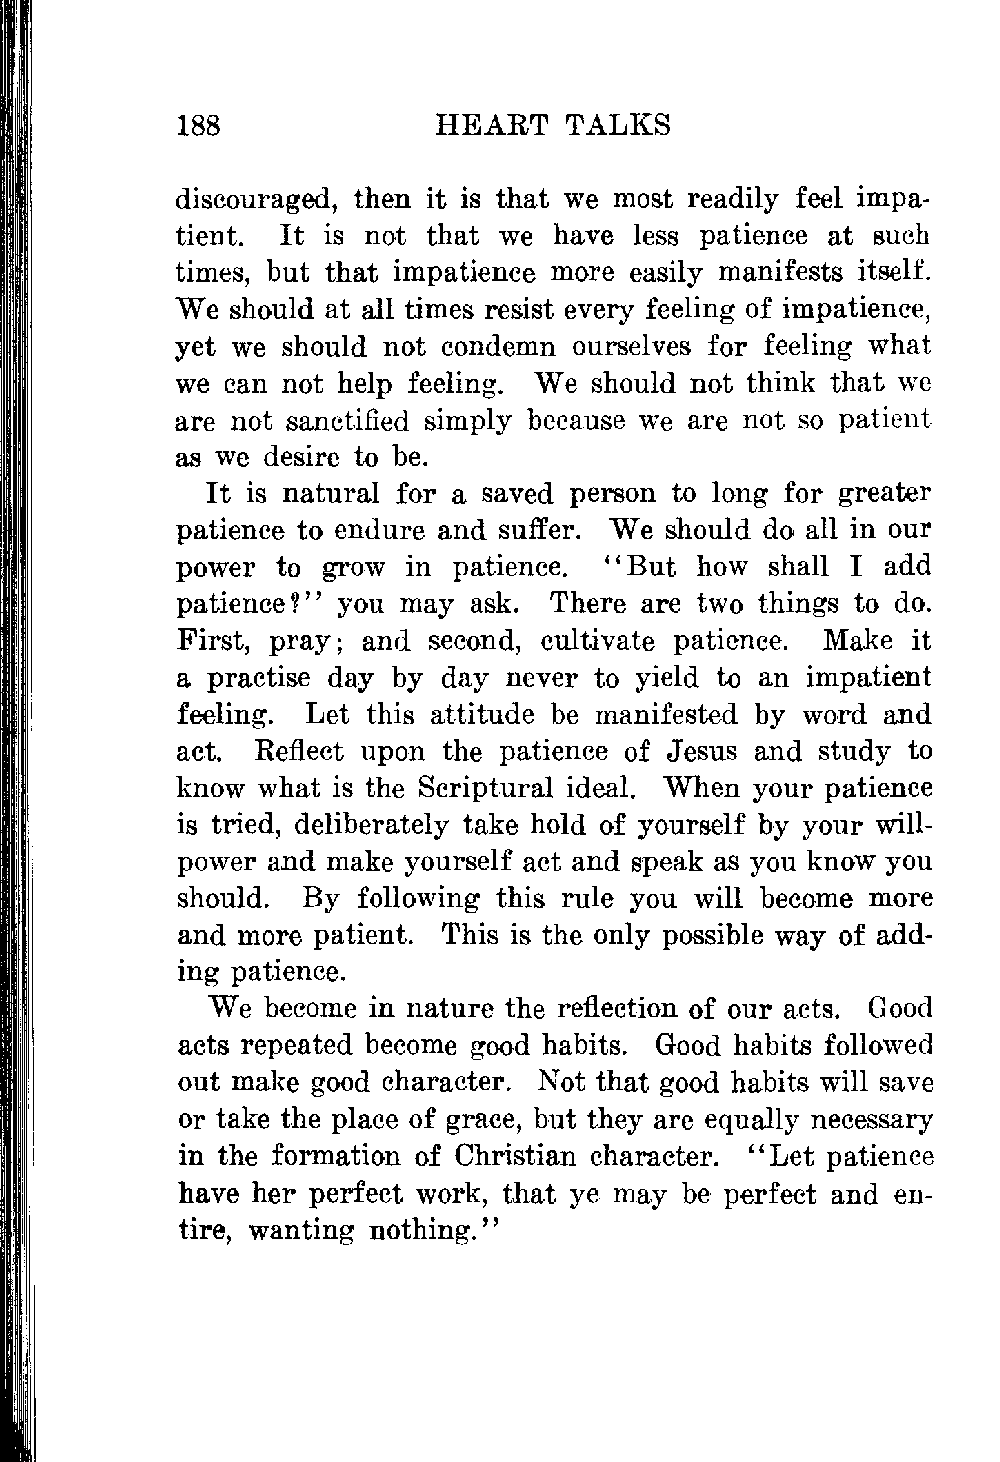 188 HEART TALKS
discouraged, then it is that we most readily feel impa-
tient. It is not that we have less patience at such
times, but that impatience more easily manifests itself.
We should at all times resist every feeling of impatience,
yet we should not condemn ourselves for feeling what
we can not help feeling. We should not think that we
are not sanctified simply because we are not so patient
as we desire to be.
It is natural for a saved person to long for greater
patience to endure and suffer. We should do all in our
power to grow in patience. "But how shall I add
patience?" you may ask. There are two things to do.
First, pray; and second, cultivate patience. Make it
a practise day by day never to yield to an impatient
feeling. Let this attitude be manifested by word and
act. Reflect upon the patience of Jesus and study to
know what is the Scriptural ideal. When your patience
is tried, deliberately take hold of yourself by your will-
power and make yourself act and speak as you know you
should. By following this rule you will become more
and more patient. This is the only possible way of add-
ing patience.
We become in nature the reflection of our acts. Good
acts repeated become good habits. Good habits followed
out make good character. Not that good habits will save
or take the place of grace, but they are equally necessary
in the formation of Christian character. "Let patience
have her perfect work, that ye may be perfect and en-
tire, wanting nothing."